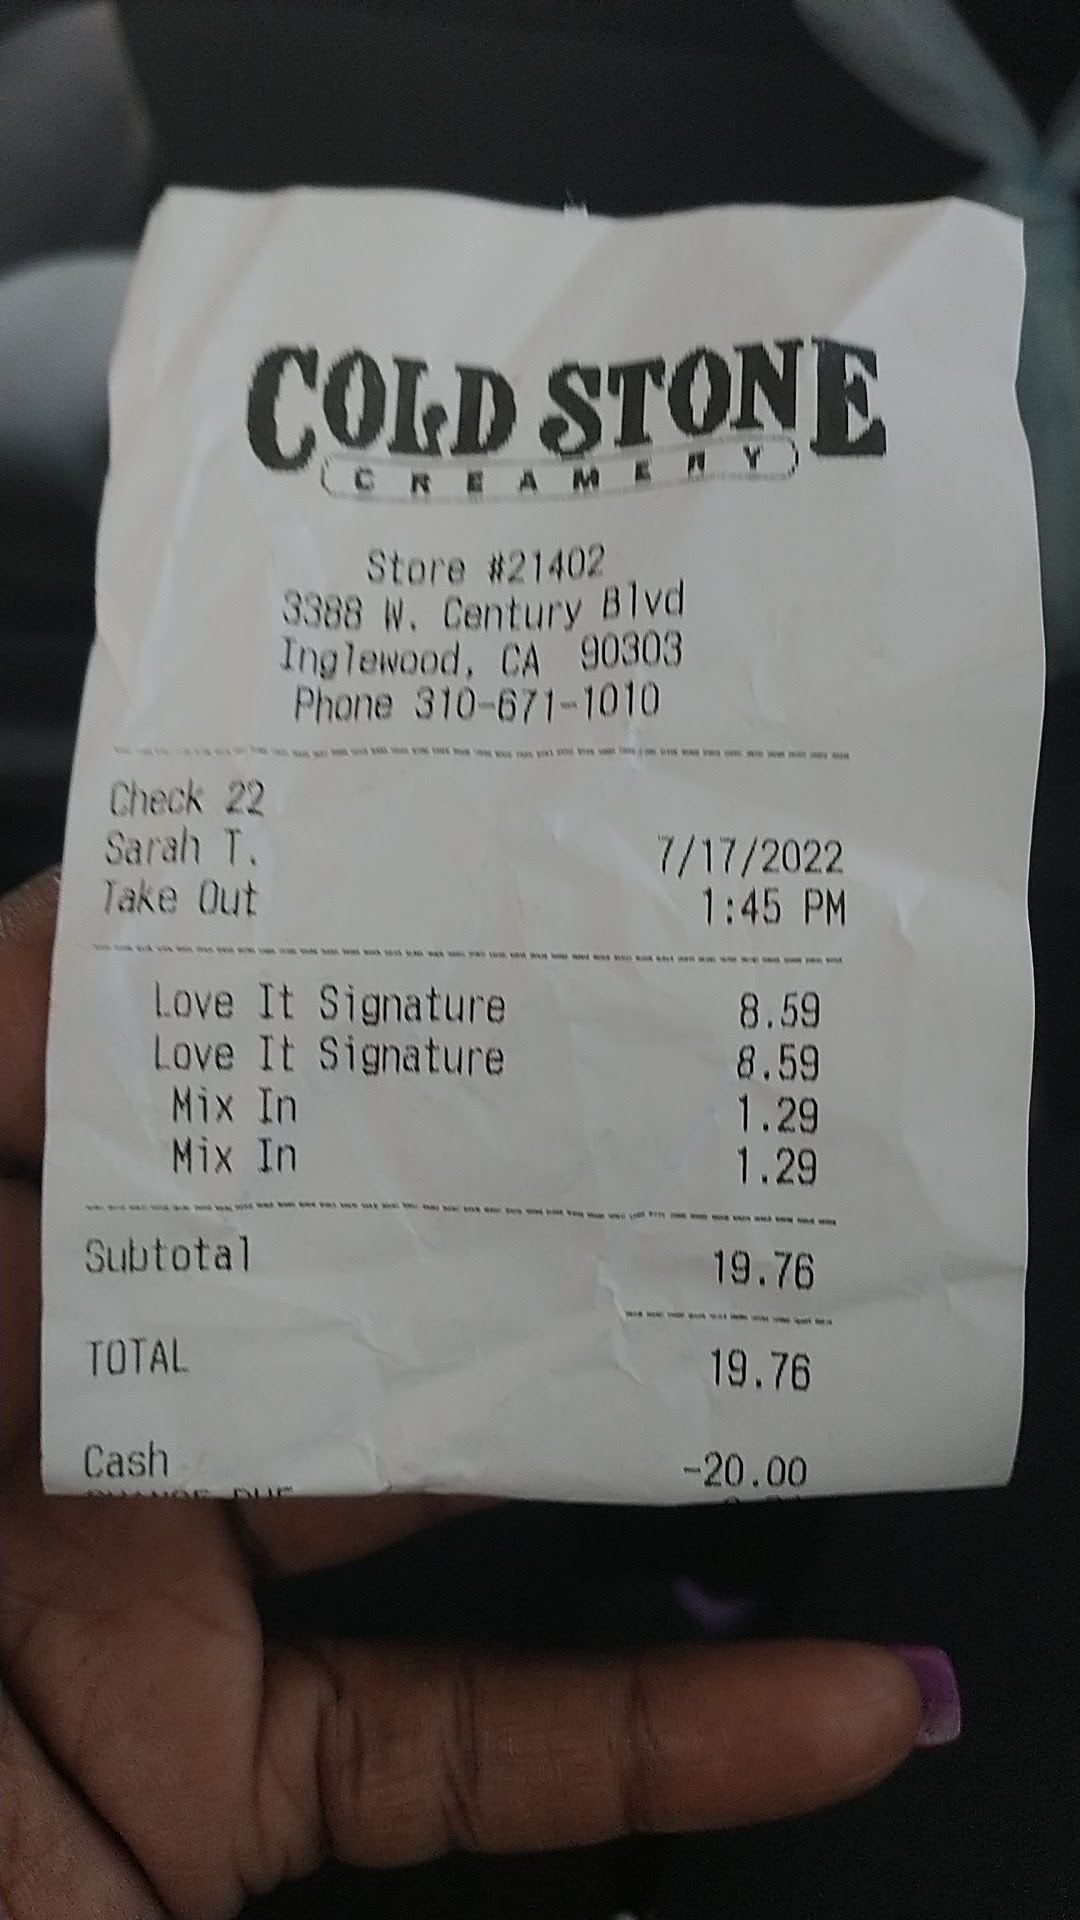 COLD STONE
CREAMERY
Store #21402
3388 W. Century Blvd
Inglewood, CA 90303
Phone 310-671-1010
Check 22
Sarah T. 7/17/2022
Take Out 1:45 PM
Love It Signature 8.59
Love It Signature 8.59
Mix In 1.29
Mix In 1.29
Subtotal 19.76
TOTAL 19.76
Cash -20.00